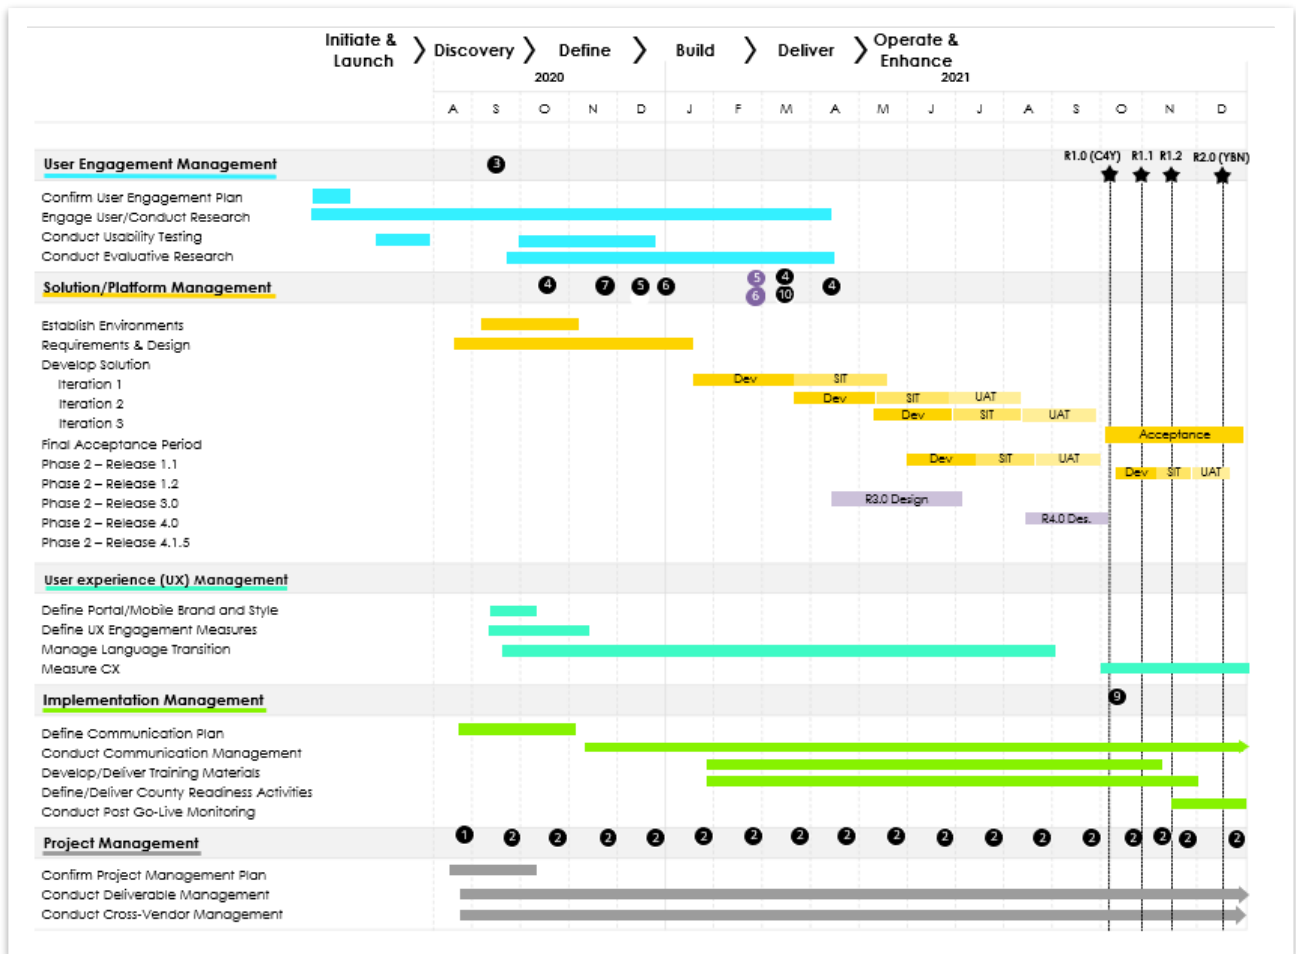 Initiate & Launch
Discovery
Define
Build
Deliver
Operate & Enhance
2020
2021
A S O N D J F M A M J J A S O N D
User Engagement Management
3
R1.0 (C4Y) R1.1 R1.2 R2.0 (YBN)
Confirm User Engagement Plan
Engage User/Conduct Research
Conduct Usability Testing
Conduct Evaluative Research
Solution/Platform Management
4 7 5 6 5 6 4 10 4
Establish Environments
Requirements & Design
Develop Solution
Iteration 1
Dev SIT
Iteration 2
Dev SIT UAT
Iteration 3
Dev SIT UAT
Final Acceptance Period
Acceptance
Phase 2 – Release 1.1
Dev SIT UAT
Dev SIT UAT
Phase 2 – Release 1.2
Phase 2 – Release 3.0
R3.0 Design
Phase 2 – Release 4.0
R4.0 Des.
Phase 2 – Release 4.1.5
User experience (UX) Management
Define Portal/Mobile Brand and Style
Define UX Engagement Measures
Manage Language Transition
Measure CX
Implementation Management
9
Define Communication Plan
Conduct Communication Management
Develop/Deliver Training Materials
Define/Deliver County Readiness Activities
Conduct Post Go-Live Monitoring
Project Management
1 2 2 2 2 2 2 2 2 2 2 2 2 2 2 2 2 2
Confirm Project Management Plan
Conduct Deliverable Management
Conduct Cross-Vendor Management